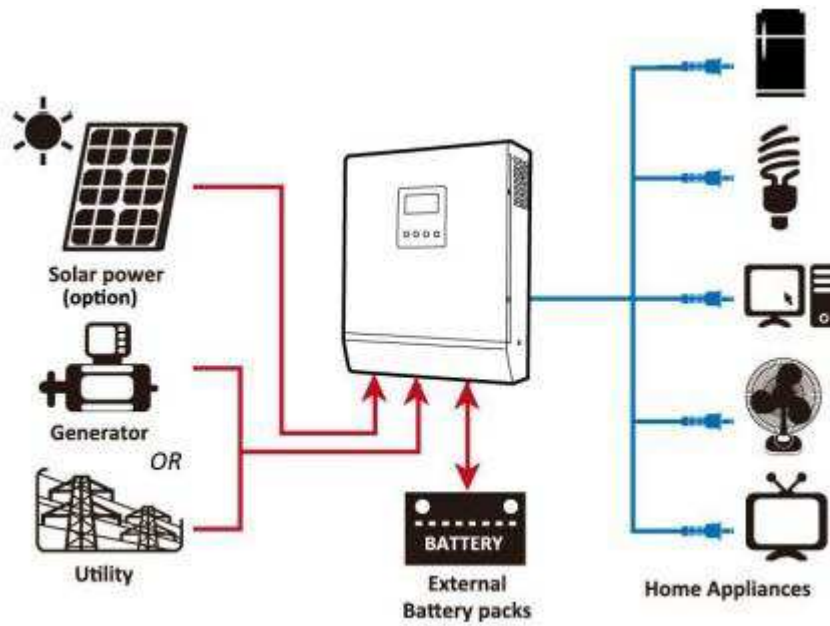 Solar power
(option)
Generator
OR
Utility
BATTERY
External
Battery packs
Home Appliances